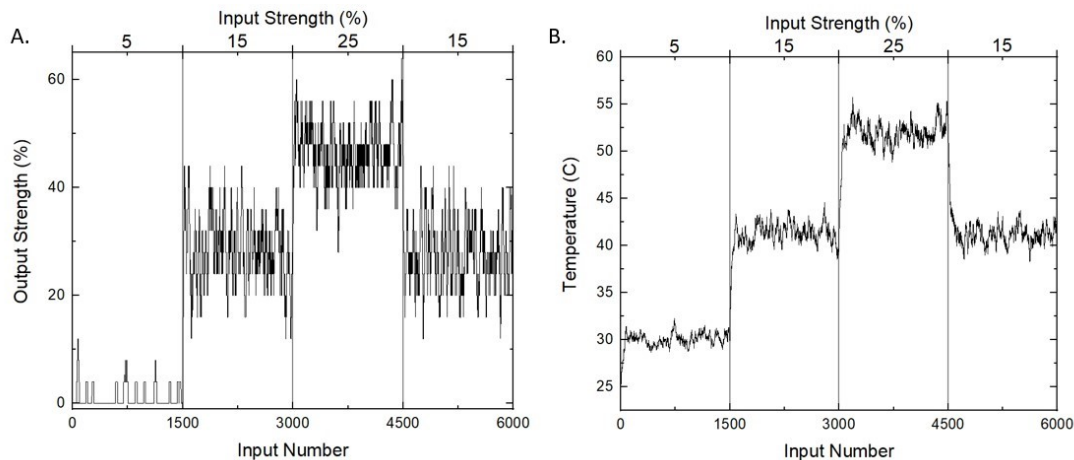 A.
Input Strength (%)
5 15 25 15
Output Strength (%)
60
40
20
0
0 1500 3000 4500 6000
Input Number
B.
Input Strength (%)
5 15 25 15
Temperature (C)
60
55
50
45
40
35
30
25
0 1500 3000 4500 6000
Input Number